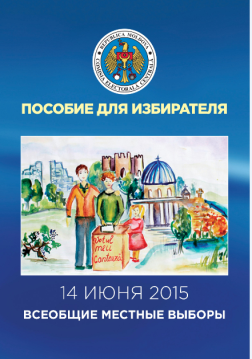 REPUBLICA MOLDOVA
COMISIA ELECTORALĂ CENTRALĂ
ПОСОБИЕ ДЛЯ ИЗБИРАТЕЛЯ
Votul meu
Contează
14 ИЮНЯ 2015
ВСЕОБЩИЕ МЕСТНЫЕ ВЫБОРЫ